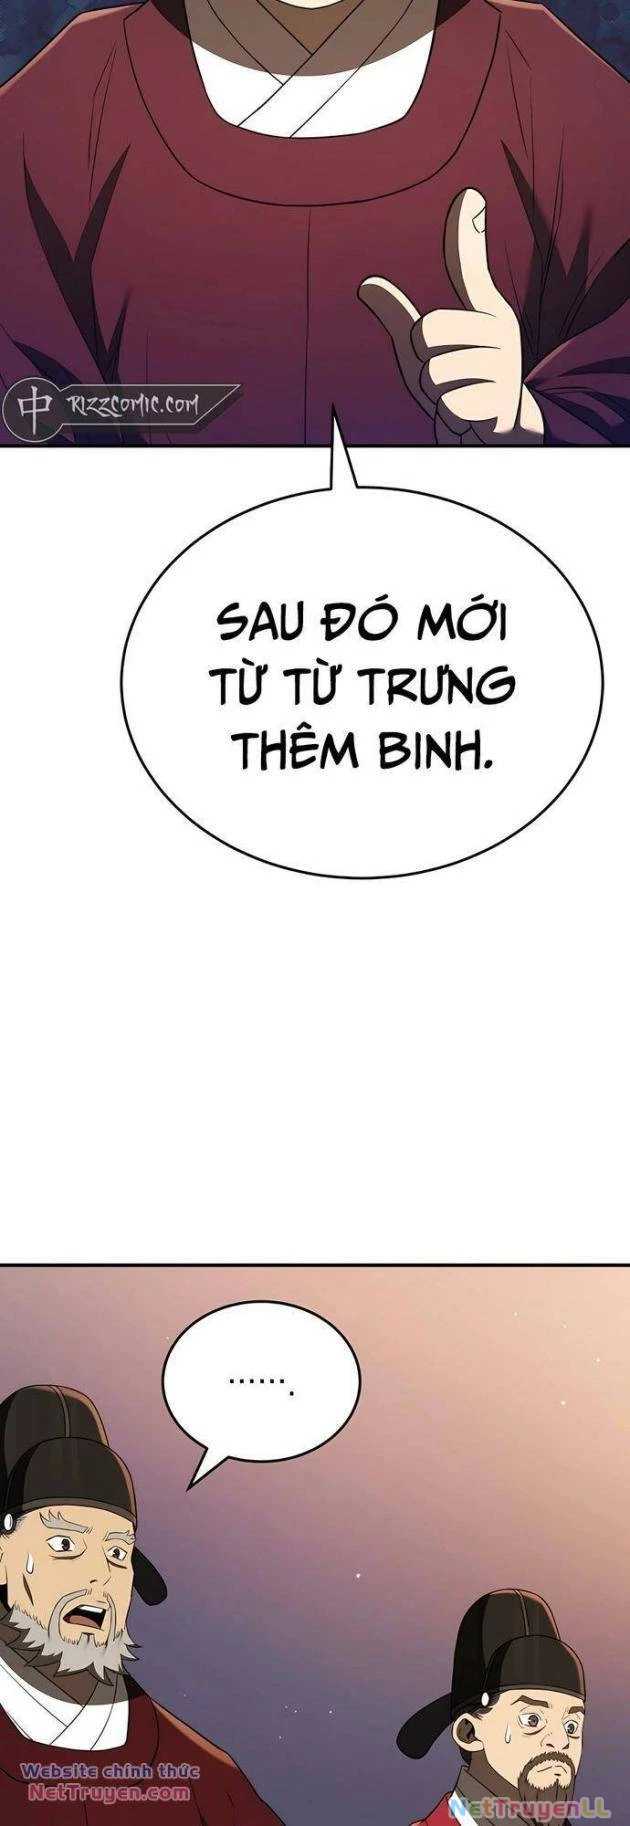 中 RIZZCOMIC.COM
SAU ĐÓ MỚI
TỪ TỪ TRƯNG
THÊM BINH.
.......
Website chính thức
NetTruyen.com
NetTruyenLL